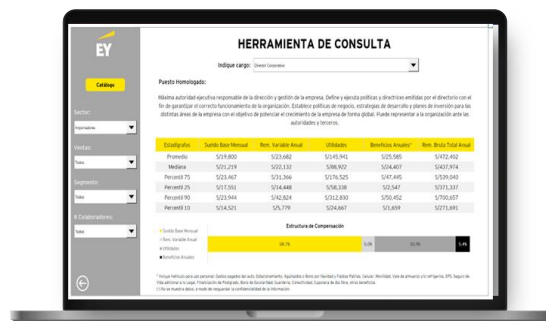 EY
HERRAMIENTA DE CONSULTA
Indique cargo: Director Corporativo
Catálogo
Puesto Homologado:
Máxima autoridad ejecutiva responsable de la dirección y gestión de la empresa. Define y ejecuta políticas y directrices emitidas por el directorio con el
fin de garantizar el correcto funcionamiento de la organización. Establece políticas de negocio, estrategias de desarrollo y planes de inversión para las
distintas áreas de la empresa con el objetivo de potenciar el crecimiento de la empresa de forma global. Puede representar a la organización ante las
autoridades y terceros.
Sector:
Importadores
Ventas:
Todos
Segmento:
Todos
# Colaboradores:
Todos
Estadígrafos Sueldo Base Mensual Rem. Variable Anual Utilidades Beneficios Anuales* Rem. Bruta Total Anual
Promedio S/19,800 S/23,682 S/145,941 S/25,585 S/472,402
Mediana S/21,219 S/22,132 S/88,922 S/24,407 S/437,974
Percentil 75 S/23,467 S/31,366 S/176,525 S/47,445 S/539,040
Percentil 25 S/17,551 S/14,448 S/58,338 S/2,547 S/371,337
Percentil 90 S/23,944 S/42,824 S/312,830 S/50,452 S/700,657
Percentil 10 S/14,521 S/5,779 S/24,667 S/1,659 S/271,691
Estructura de Compensación
Sueldo Base Mensual
Rem. Variable Anual
Utilidades
Beneficios Anuales
5.0%
30.9%
5.4%